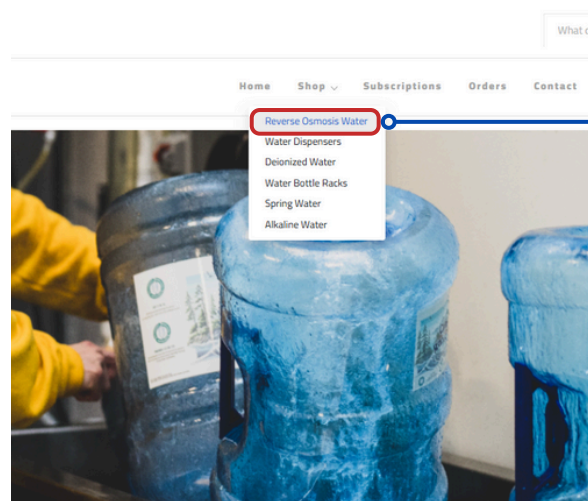 What
Home Shop Subscriptions Orders Contact
Reverse Osmosis Water
Water Dispensers
Deionized Water
Water Bottle Racks
Spring Water
Alkaline Water